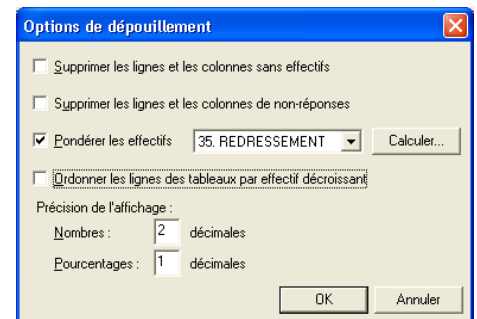 Options de dépouillement
Supprimer les lignes et les colonnes sans effectifs
Supprimer les lignes et les colonnes de non-réponses
Pondérer les effectifs 35. REDRESSEMENT Calculer...
Ordonner les lignes des tableaux par effectif décroissant
Précision de l'affichage :
Nombres : 2 décimales
Pourcentages : 1 décimales
OK Annuler